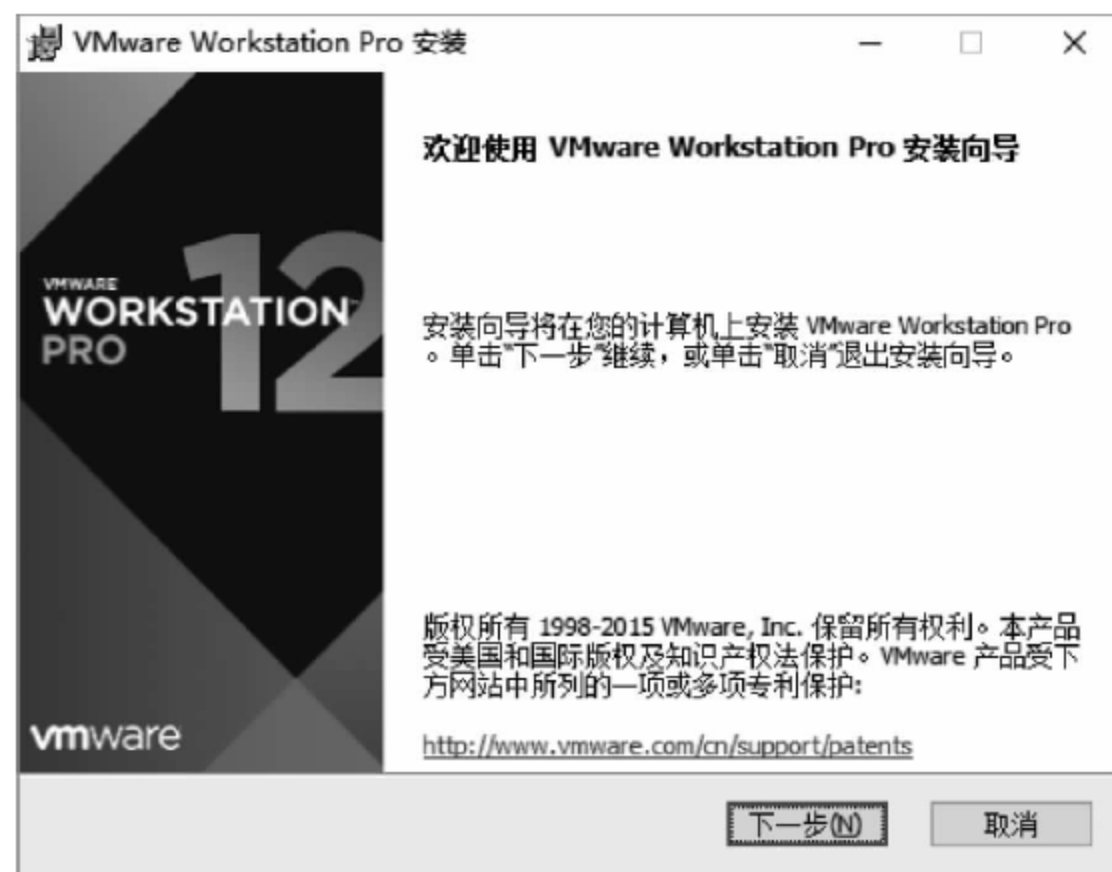 VMware Workstation Pro 安装
欢迎使用 VMware Workstation Pro 安装向导
VMWARE
WORKSTATION™
PRO
12
安装向导将在您的计算机上安装 VMware Workstation Pro
。单击"下一步"继续，或单击"取消"退出安装向导。
版权所有 1998-2015 VMware, Inc. 保留所有权利。本产品
受美国和国际版权及知识产权法保护。VMware 产品受下
方网站中所列的一项或多项专利保护:
http://www.vmware.com/cn/support/patents
vmware
下一步(N)
取消